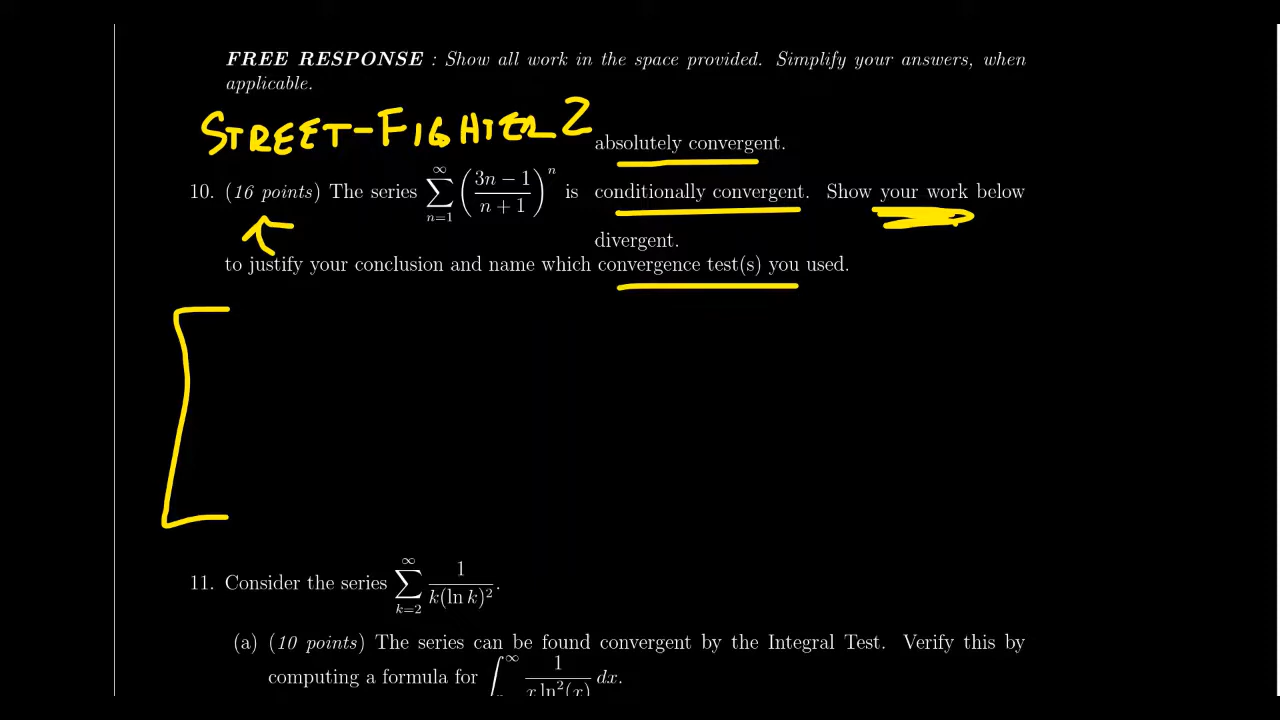 FREE RESPONSE : Show all work in the space provided. Simplify your answers, when
applicable.
STREET-FIGHTER 2
absolutely convergent.
10. (16 points) The series ∑_{n=1}^{∞} ((3n − 1)/(n + 1))^n is conditionally convergent. Show your work below
divergent.
to justify your conclusion and name which convergence test(s) you used.
11. Consider the series ∑_{k=2}^{∞} 1/(k(ln k)²).
(a) (10 points) The series can be found convergent by the Integral Test. Verify this by
computing a formula for ∫^{∞} 1/(x ln²(x)) dx.